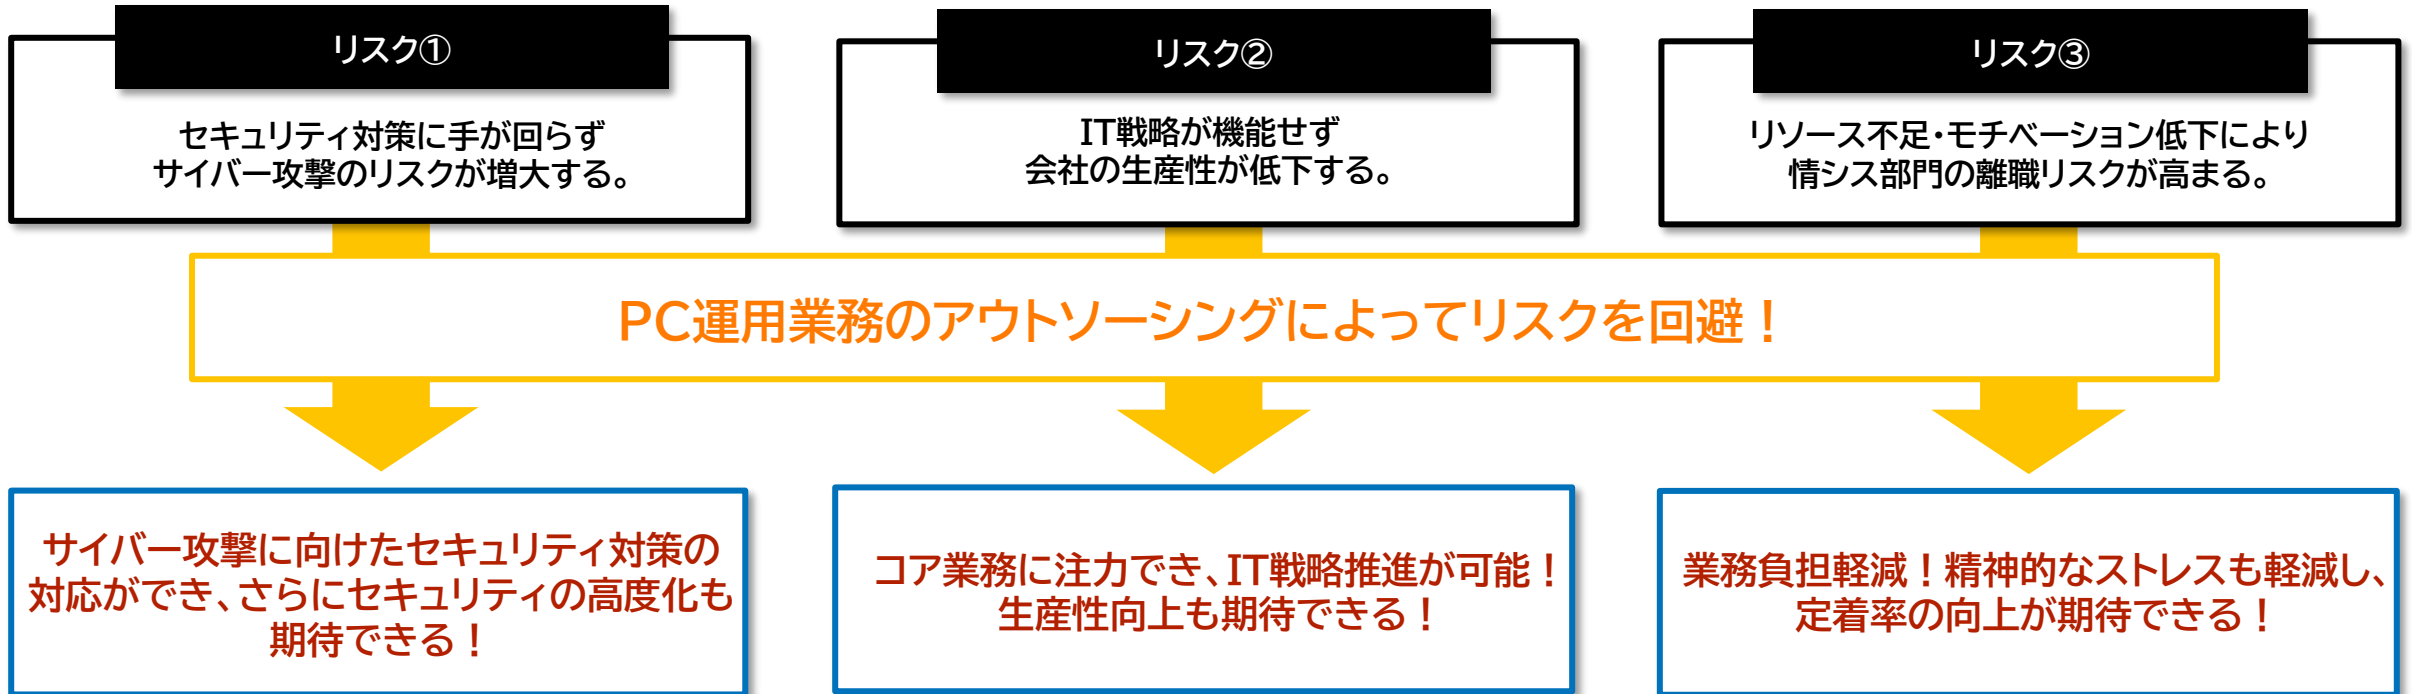 リスク①
セキュリティ対策に手が回らず
サイバー攻撃のリスクが増大する。
リスク②
IT戦略が機能せず
会社の生産性が低下する。
リスク③
リソース不足・モチベーション低下により
情シス部門の離職リスクが高まる。
PC運用業務のアウトソーシングによってリスクを回避！
サイバー攻撃に向けたセキュリティ対策の
対応ができ、さらにセキュリティの高度化も
期待できる！
コア業務に注力でき、IT戦略推進が可能！
生産性向上も期待できる！
業務負担軽減！精神的なストレスも軽減し、
定着率の向上が期待できる！